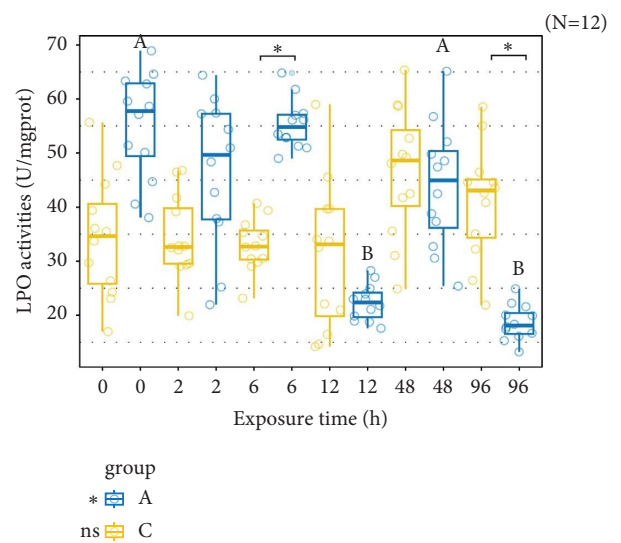 (N=12)
70
60
50
40
30
20
LPO activities (U/mgprot)
A
*
A
*
B
B
0 0 2 2 6 6 12 12 48 48 96 96
Exposure time (h)
group
* A
ns C